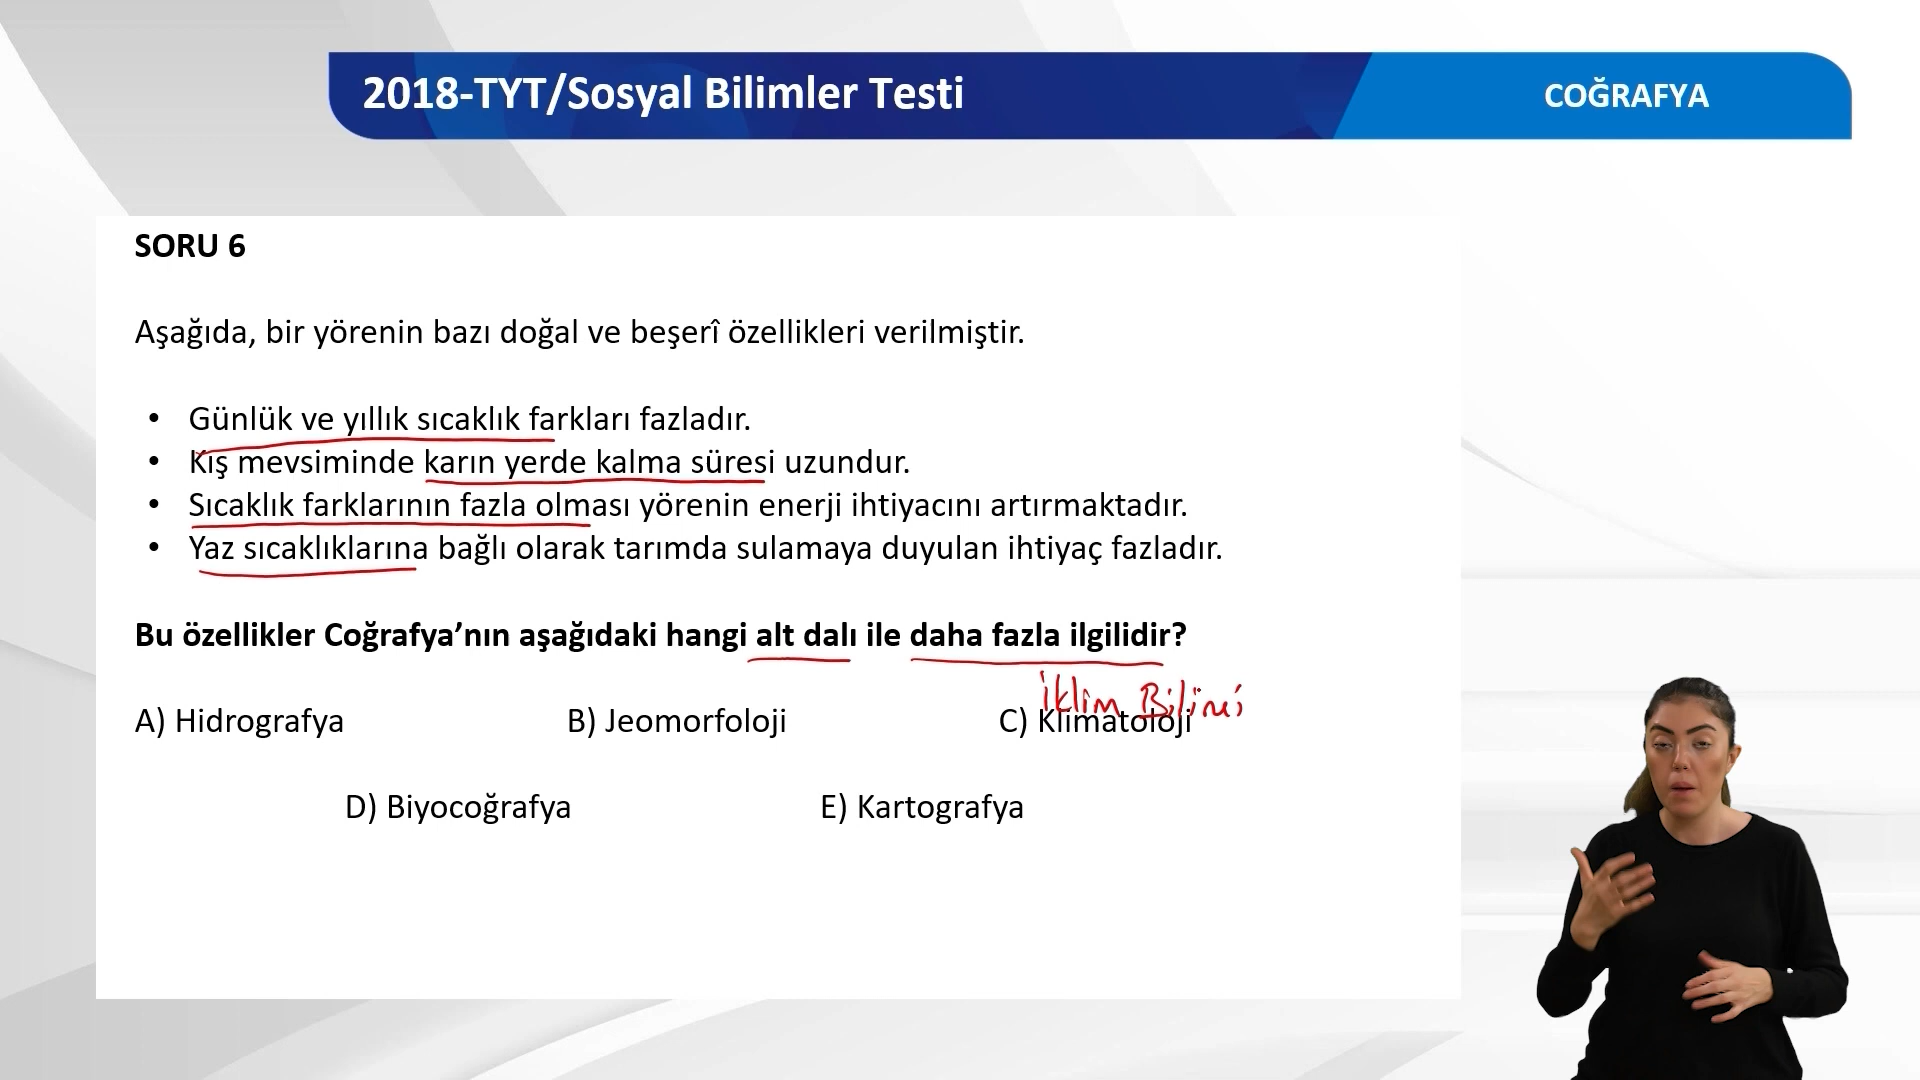 2018-TYT/Sosyal Bilimler Testi
COĞRAFYA
SORU 6
Aşağıda, bir yörenin bazı doğal ve beşerî özellikleri verilmiştir.
• Günlük ve yıllık sıcaklık farkları fazladır.
• Kış mevsiminde karın yerde kalma süresi uzundur.
• Sıcaklık farklarının fazla olması yörenin enerji ihtiyacını artırmaktadır.
• Yaz sıcaklıklarına bağlı olarak tarımda sulamaya duyulan ihtiyaç fazladır.
Bu özellikler Coğrafya’nın aşağıdaki hangi alt dalı ile daha fazla ilgilidir?
İklim Bilimi
A) Hidrografya B) Jeomorfoloji C) Klimatoloji
D) Biyocoğrafya E) Kartografya